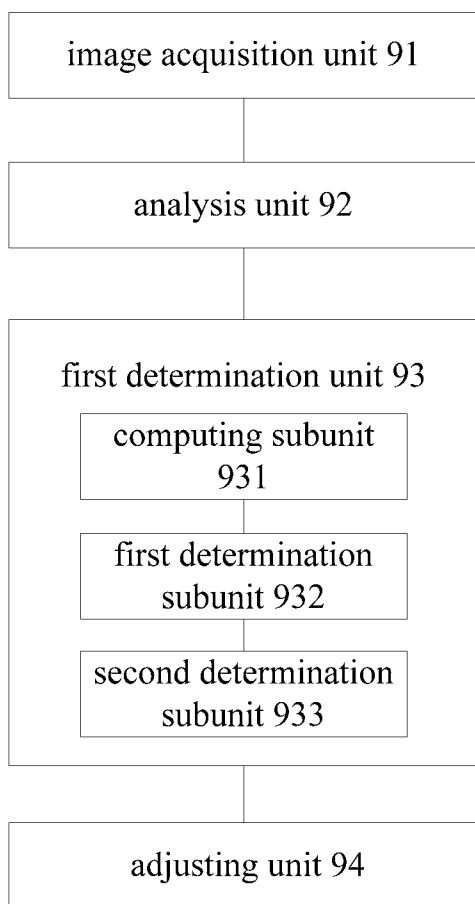 image acquisition unit 91
analysis unit 92
first determination unit 93
computing subunit
931
first determination
subunit 932
second determination
subunit 933
adjusting unit 94